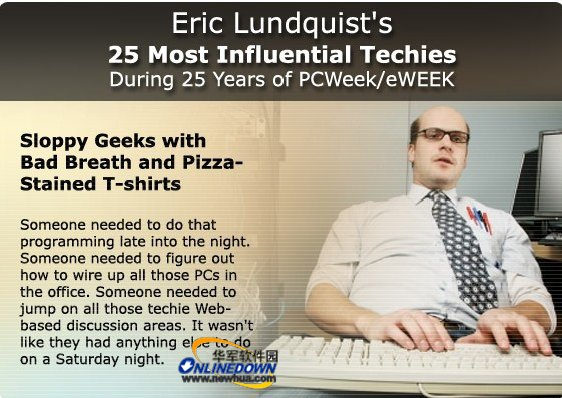 Eric Lundquist's
25 Most Influential Techies
During 25 Years of PCWeek/eWEEK
Sloppy Geeks with
Bad Breath and Pizza-
Stained T-shirts
Someone needed to do that
programming late into the night.
Someone needed to figure out
how to wire up all those PCs in
the office. Someone needed to
jump on all those techie Web-
based discussion areas. It wasn't
like they had anything else to do
on a Saturday night.
华军软件园
ONLINEDOWN
www.newhua.com